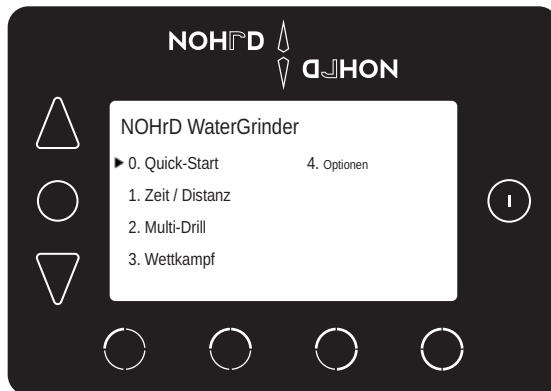 NOHrD
NOHrD
NOHrD WaterGrinder
0. Quick-Start
1. Zeit / Distanz
2. Multi-Drill
3. Wettkampf
4. Optionen
I